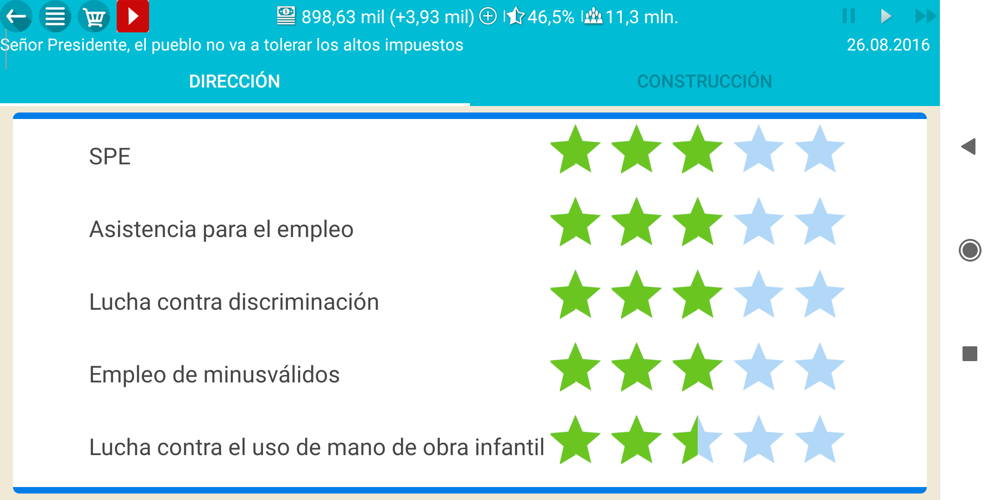 898,63 mil (+3,93 mil) 46,5% 11,3 mln.
Señor Presidente, el pueblo no va a tolerar los altos impuestos 26.08.2016
DIRECCIÓN CONSTRUCCIÓN
SPE
Asistencia para el empleo
Lucha contra discriminación
Empleo de minusválidos
Lucha contra el uso de mano de obra infantil